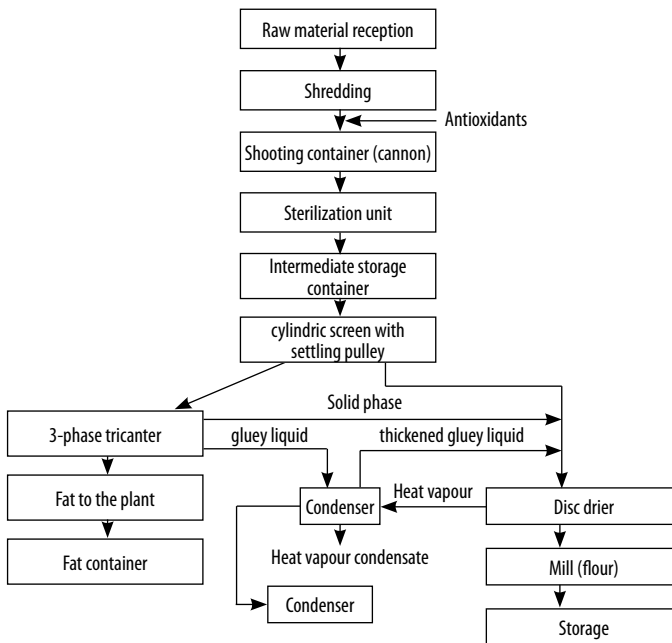 Raw material reception
Shredding
Antioxidants
Shooting container (cannon)
Sterilization unit
Intermediate storage
container
cylindric screen with
settling pulley
Solid phase
3-phase tricanter
gluey liquid
thickened gluey liquid
Fat to the plant
Condenser
Heat vapour
Disc drier
Heat vapour condensate
Fat container
Mill (flour)
Condenser
Storage